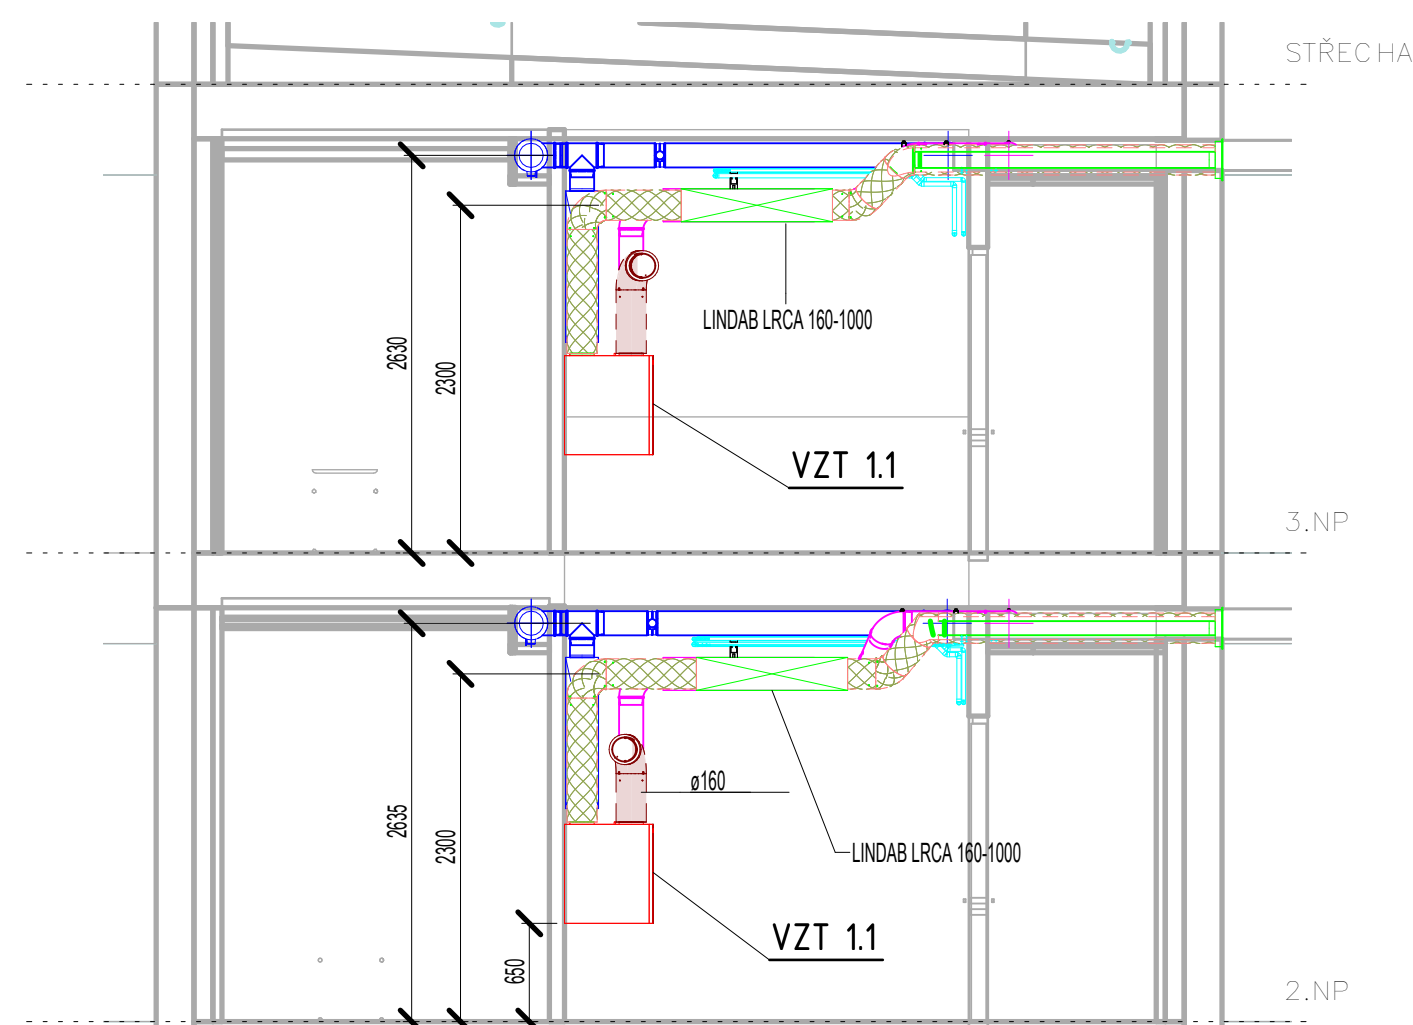 STŘECHA
LINDAB LRCA 160-1000
2630
2300
VZT 1.1
3.NP
ø160
2635
2300
LINDAB LRCA 160-1000
VZT 1.1
650
2.NP